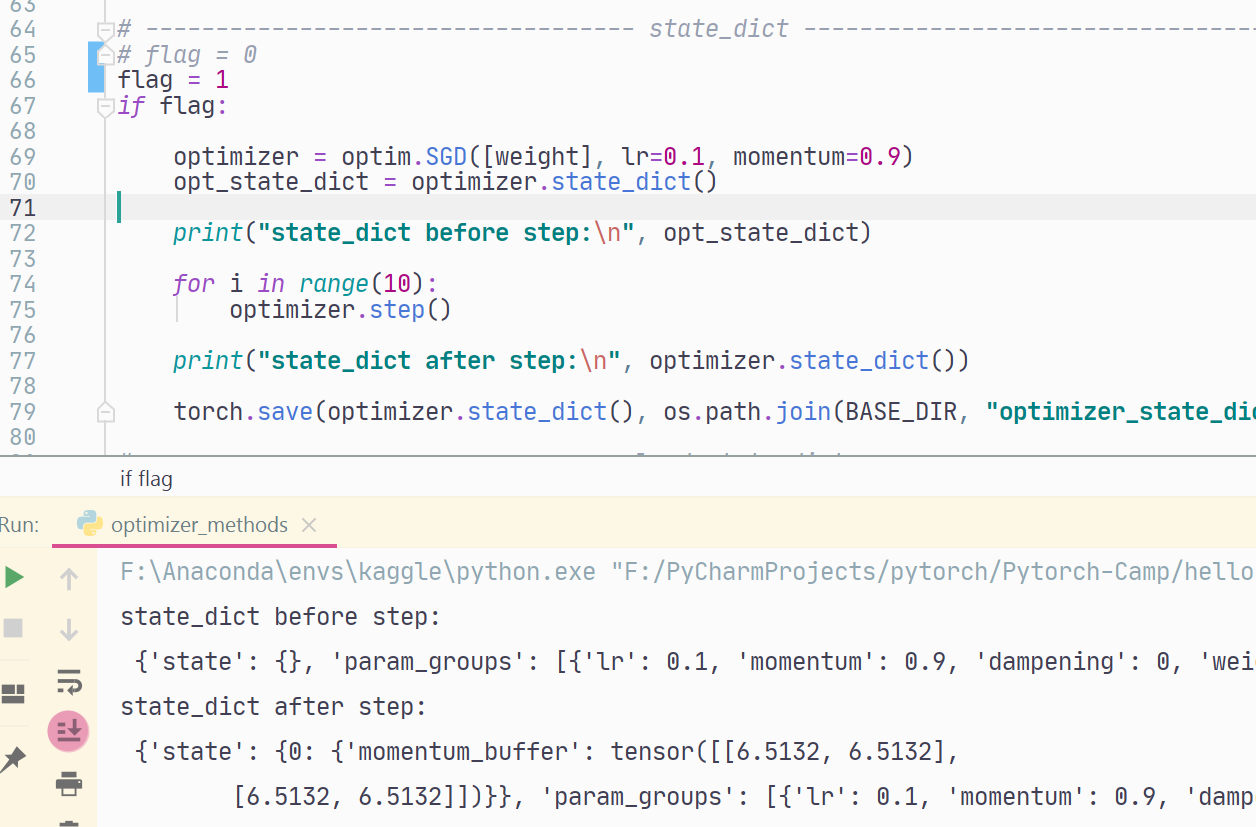 63
64 # ----------------------------------- state_dict ---------------------------------
65 # flag = 0
66 flag = 1
67 if flag:
68
69 optimizer = optim.SGD([weight], lr=0.1, momentum=0.9)
70 opt_state_dict = optimizer.state_dict()
71
72 print("state_dict before step:\n", opt_state_dict)
73
74 for i in range(10):
75 optimizer.step()
76
77 print("state_dict after step:\n", optimizer.state_dict())
78
79 torch.save(optimizer.state_dict(), os.path.join(BASE_DIR, "optimizer_state_dic
80
if flag
Run: optimizer_methods
F:\Anaconda\envs\kaggle\python.exe "F:/PyCharmProjects/pytorch/Pytorch-Camp/hello
state_dict before step:
{'state': {}, 'param_groups': [{'lr': 0.1, 'momentum': 0.9, 'dampening': 0, 'wei
state_dict after step:
{'state': {0: {'momentum_buffer': tensor([[6.5132, 6.5132],
[6.5132, 6.5132]])}}, 'param_groups': [{'lr': 0.1, 'momentum': 0.9, 'damp